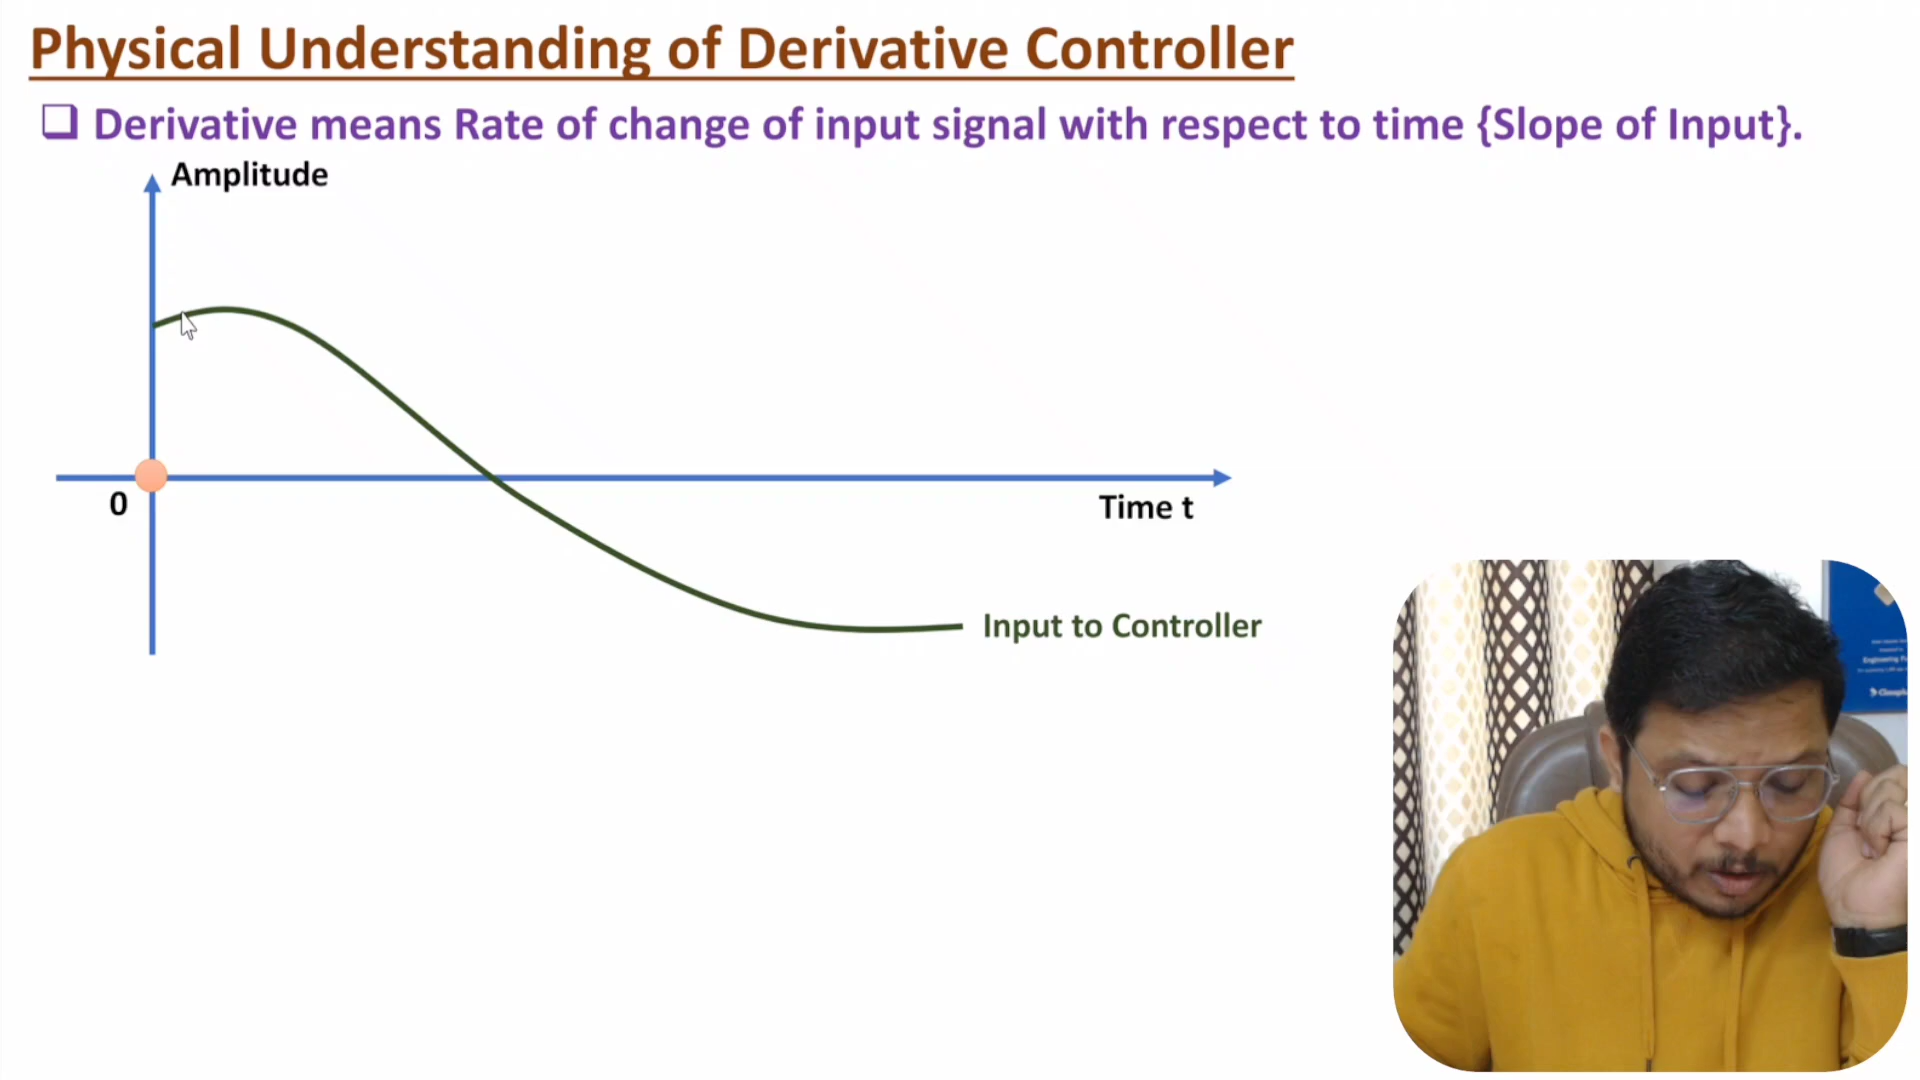 Physical Understanding of Derivative Controller
Derivative means Rate of change of input signal with respect to time {Slope of Input}.
Amplitude
0
Time t
Input to Controller